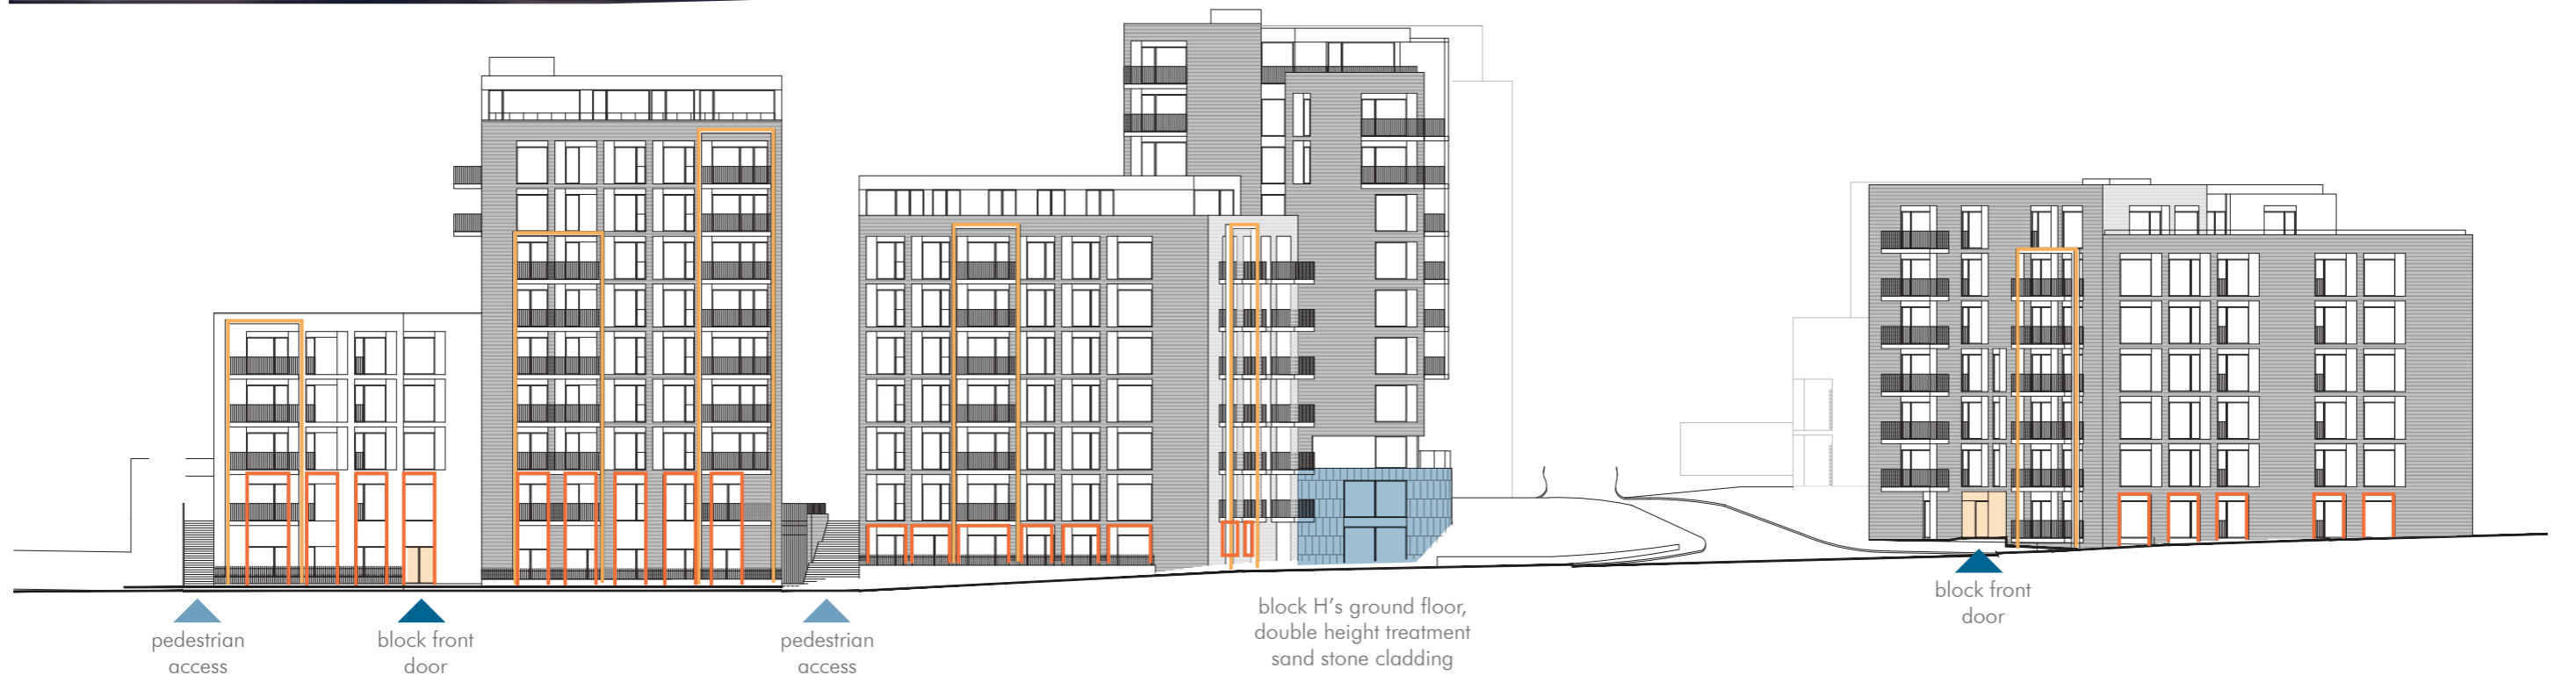 pedestrian
access
block front
door
pedestrian
access
block H's ground floor,
double height treatment
sand stone cladding
block front
door